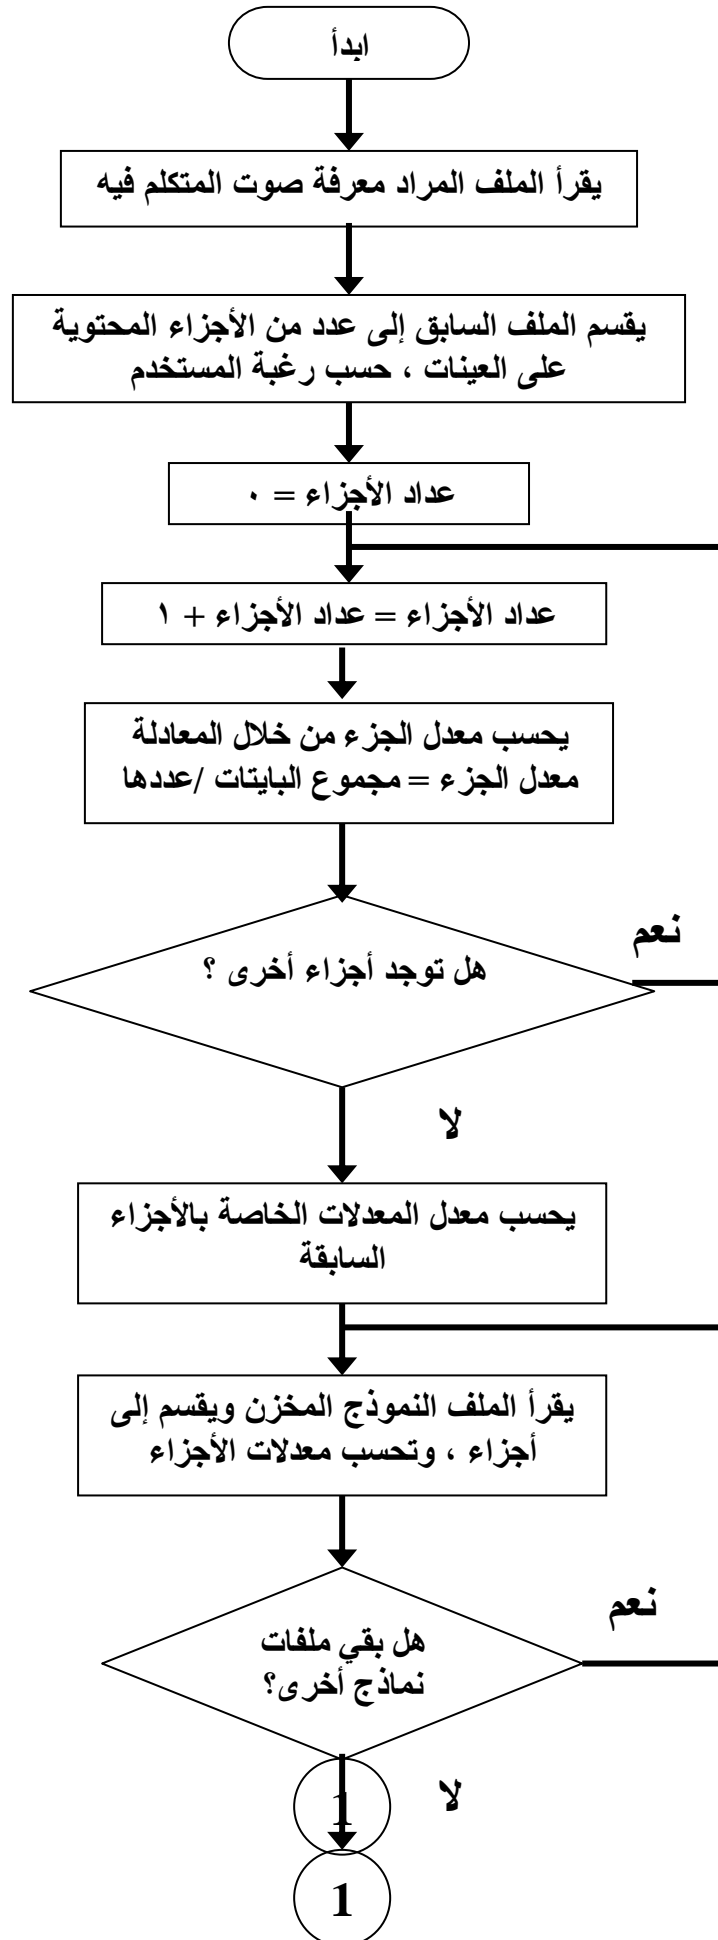 ابدأ
يقرأ الملف المراد معرفة صوت المتكلم فيه
يقسم الملف السابق إلى عدد من الأجزاء المحتوية
على العينات ، حسب رغبة المستخدم
عداد الأجزاء = ٠
عداد الأجزاء = عداد الأجزاء + ١
يحسب معدل الجزء من خلال المعادلة
معدل الجزء = مجموع البايتات /عددها
نعم
هل توجد أجزاء أخرى ؟
لا
يحسب معدل المعدلات الخاصة بالأجزاء
السابقة
يقرأ الملف النموذج المخزن ويقسم إلى
أجزاء ، وتحسب معدلات الأجزاء
نعم
هل بقي ملفات
نماذج أخرى؟
لا
1
1